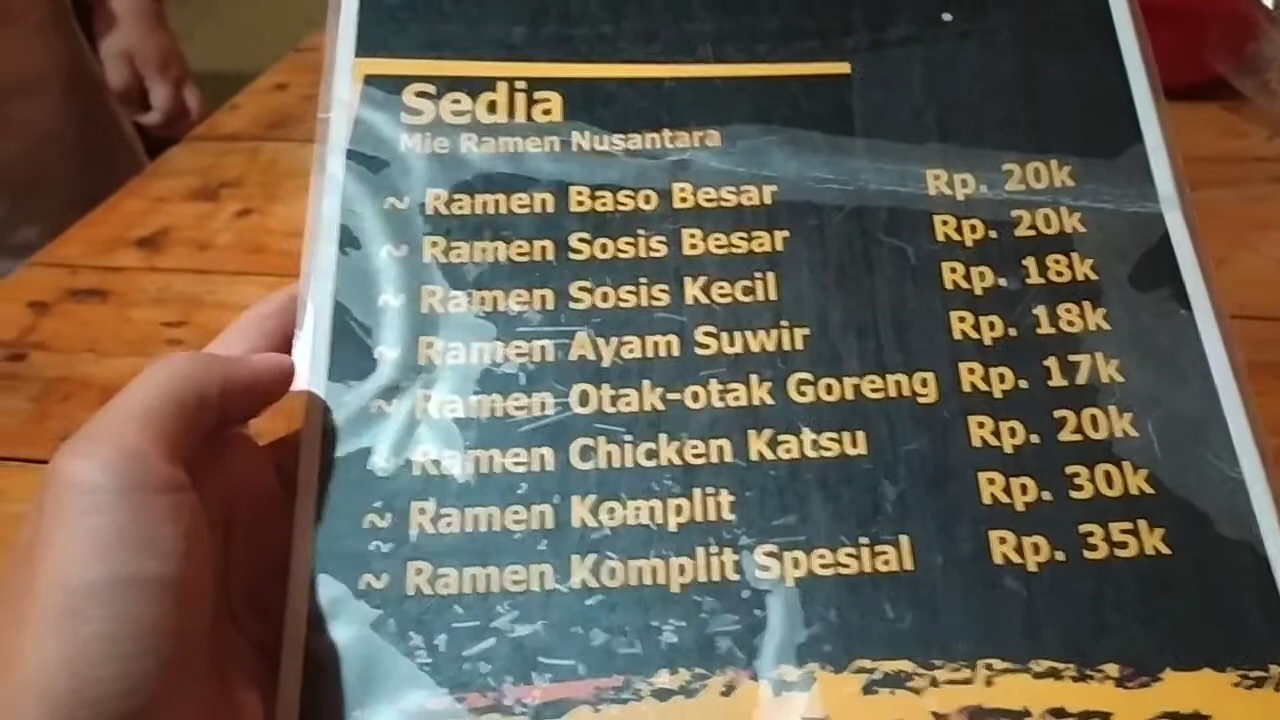 Sedia
Mie Ramen Nusantara
~ Ramen Baso Besar Rp. 20k
~ Ramen Sosis Besar Rp. 20k
~ Ramen Sosis Kecil Rp. 18k
~ Ramen Ayam Suwir Rp. 18k
~ Ramen Otak-otak Goreng Rp. 17k
~ Ramen Chicken Katsu Rp. 20k
~ Ramen Komplit Rp. 30k
~
~ Ramen Komplit Spesial Rp. 35k